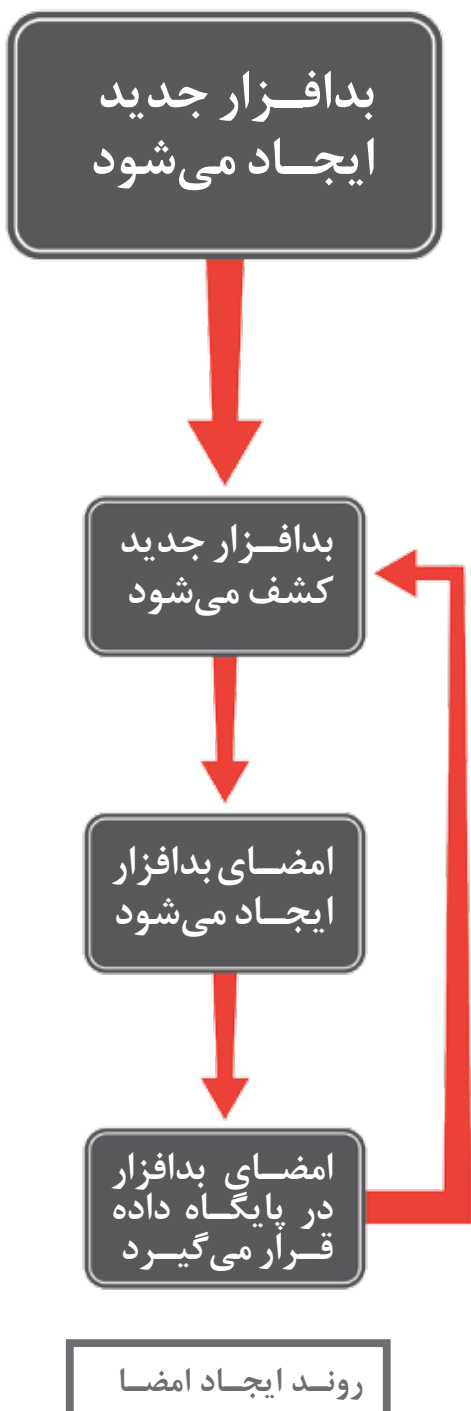 بدافزار جدید
ایجاد می‌شود
بدافزار جدید
کشف می‌شود
امضای بدافزار
ایجاد می‌شود
امضای بدافزار
در پایگاه داده
قرار می‌گیرد
روند ایجاد امضا